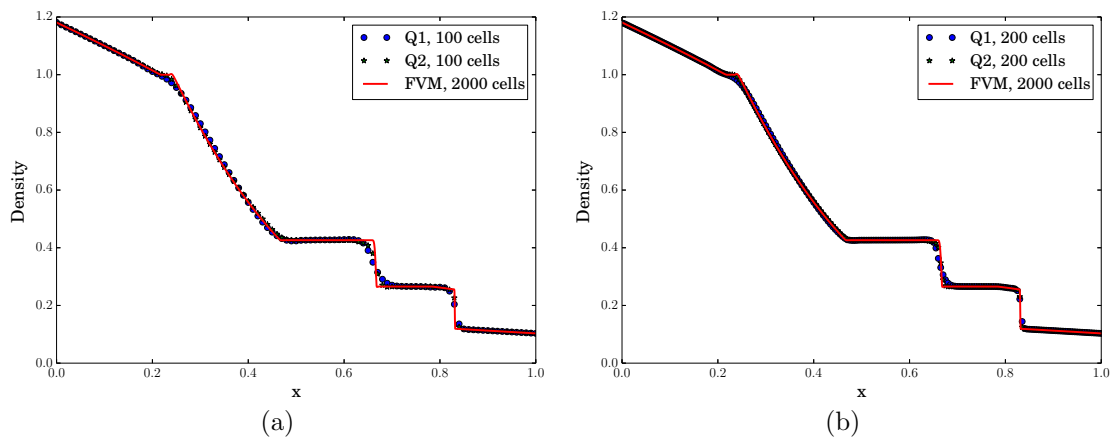 1.2
1.0
0.8
0.6
0.4
0.2
0.0
Density
0.0 0.2 0.4 0.6 0.8 1.0
x
Q1, 100 cells
Q2, 100 cells
FVM, 2000 cells
(a)
1.2
1.0
0.8
0.6
0.4
0.2
0.0
Density
0.0 0.2 0.4 0.6 0.8 1.0
x
Q1, 200 cells
Q2, 200 cells
FVM, 2000 cells
(b)